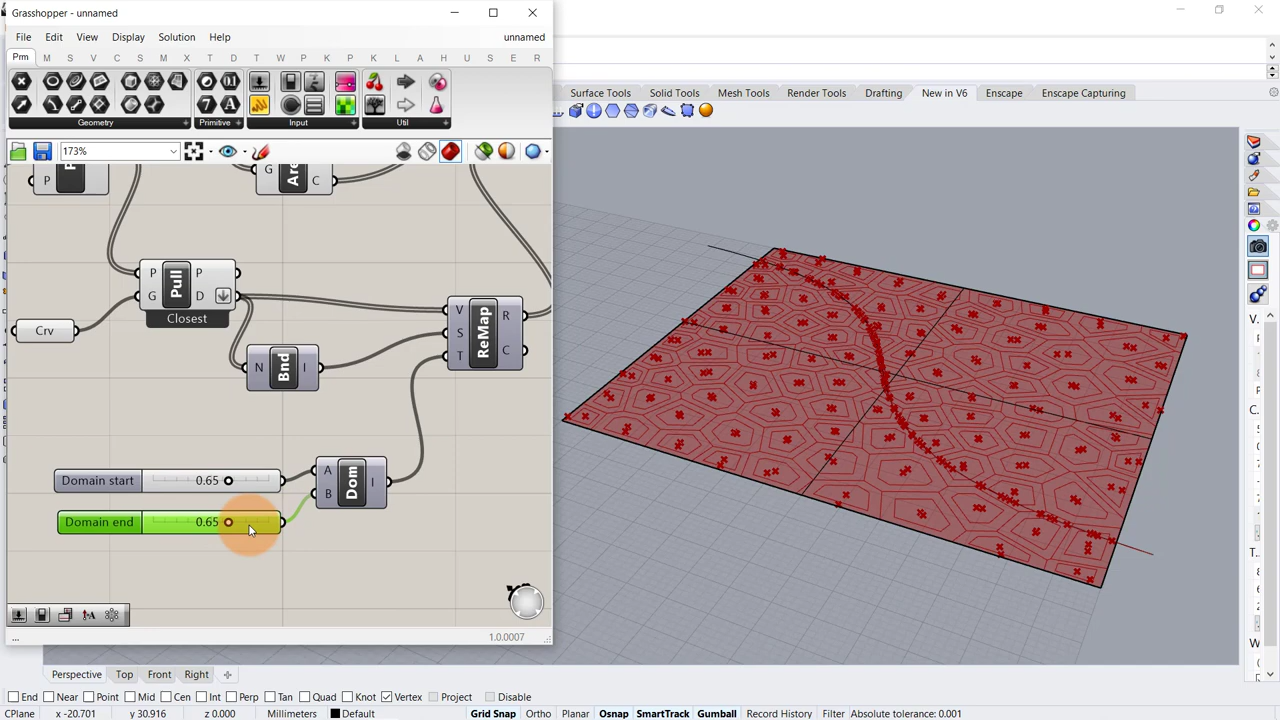 Grasshopper - unnamed
File Edit View Display Solution Help unnamed
Pm M S V C S M X D T W P K L A H K V S E R
Geometry Primitive Input Util
173%
Surface Tools Solid Tools Mesh Tools Render Tools Drafting New in V6 Enscape Enscape Capturing
P
G Are C
P Pull P
G D
Closest
Crv
N Bnd I
V ReMap R
S
T C
Domain start 0.65
Domain end 0.65
A Dom I
B
... 1.0.0007
Perspective Top Front Right
End Near Point Mid Cen Int Perp Tan Quad Knot Vertex Project Disable
CPlane x -20.701 y 30.916 z 0.000 Millimeters Default Grid Snap Ortho Planar Osnap SmartTrack Gumball Record History Filter Absolute tolerance: 0.001